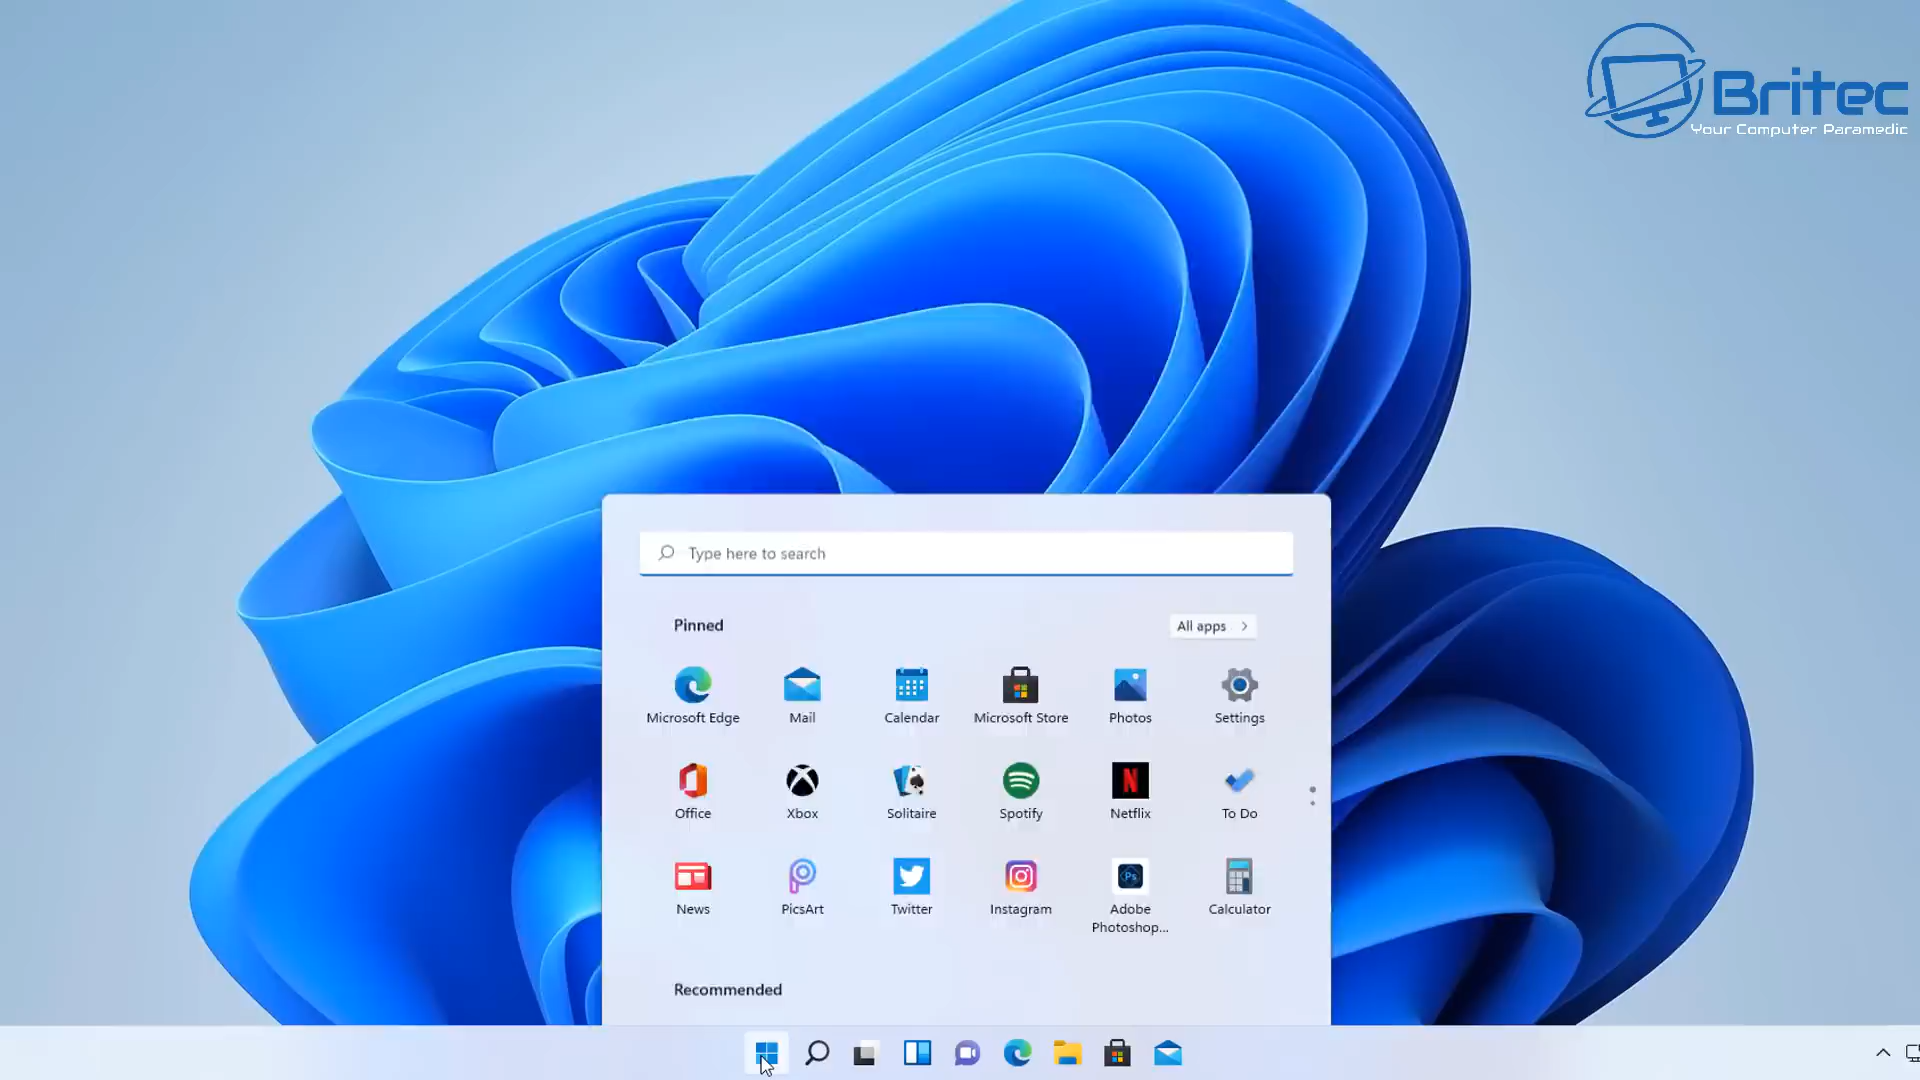 Britec
Your Computer Paramedic
Type here to search
Pinned
All apps
Microsoft Edge
Mail
Calendar
Microsoft Store
Photos
Settings
Office
Xbox
Solitaire
Spotify
Netflix
To Do
News
PicsArt
Twitter
Instagram
Adobe
Photoshop...
Calculator
Ps
Recommended